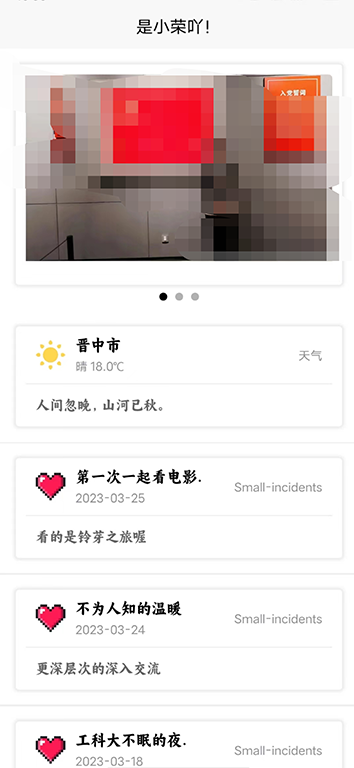 是小荣吖!
入党誓词
晋中市
晴 18.0℃
天气
人间忽晚，山河已秋。
第一次一起看电影.
2023-03-25
Small-incidents
看的是铃芽之旅喔
不为人知的温暖
2023-03-24
Small-incidents
更深层次的深入交流
工科大不眠的夜.
2023-03-18
Small-incidents